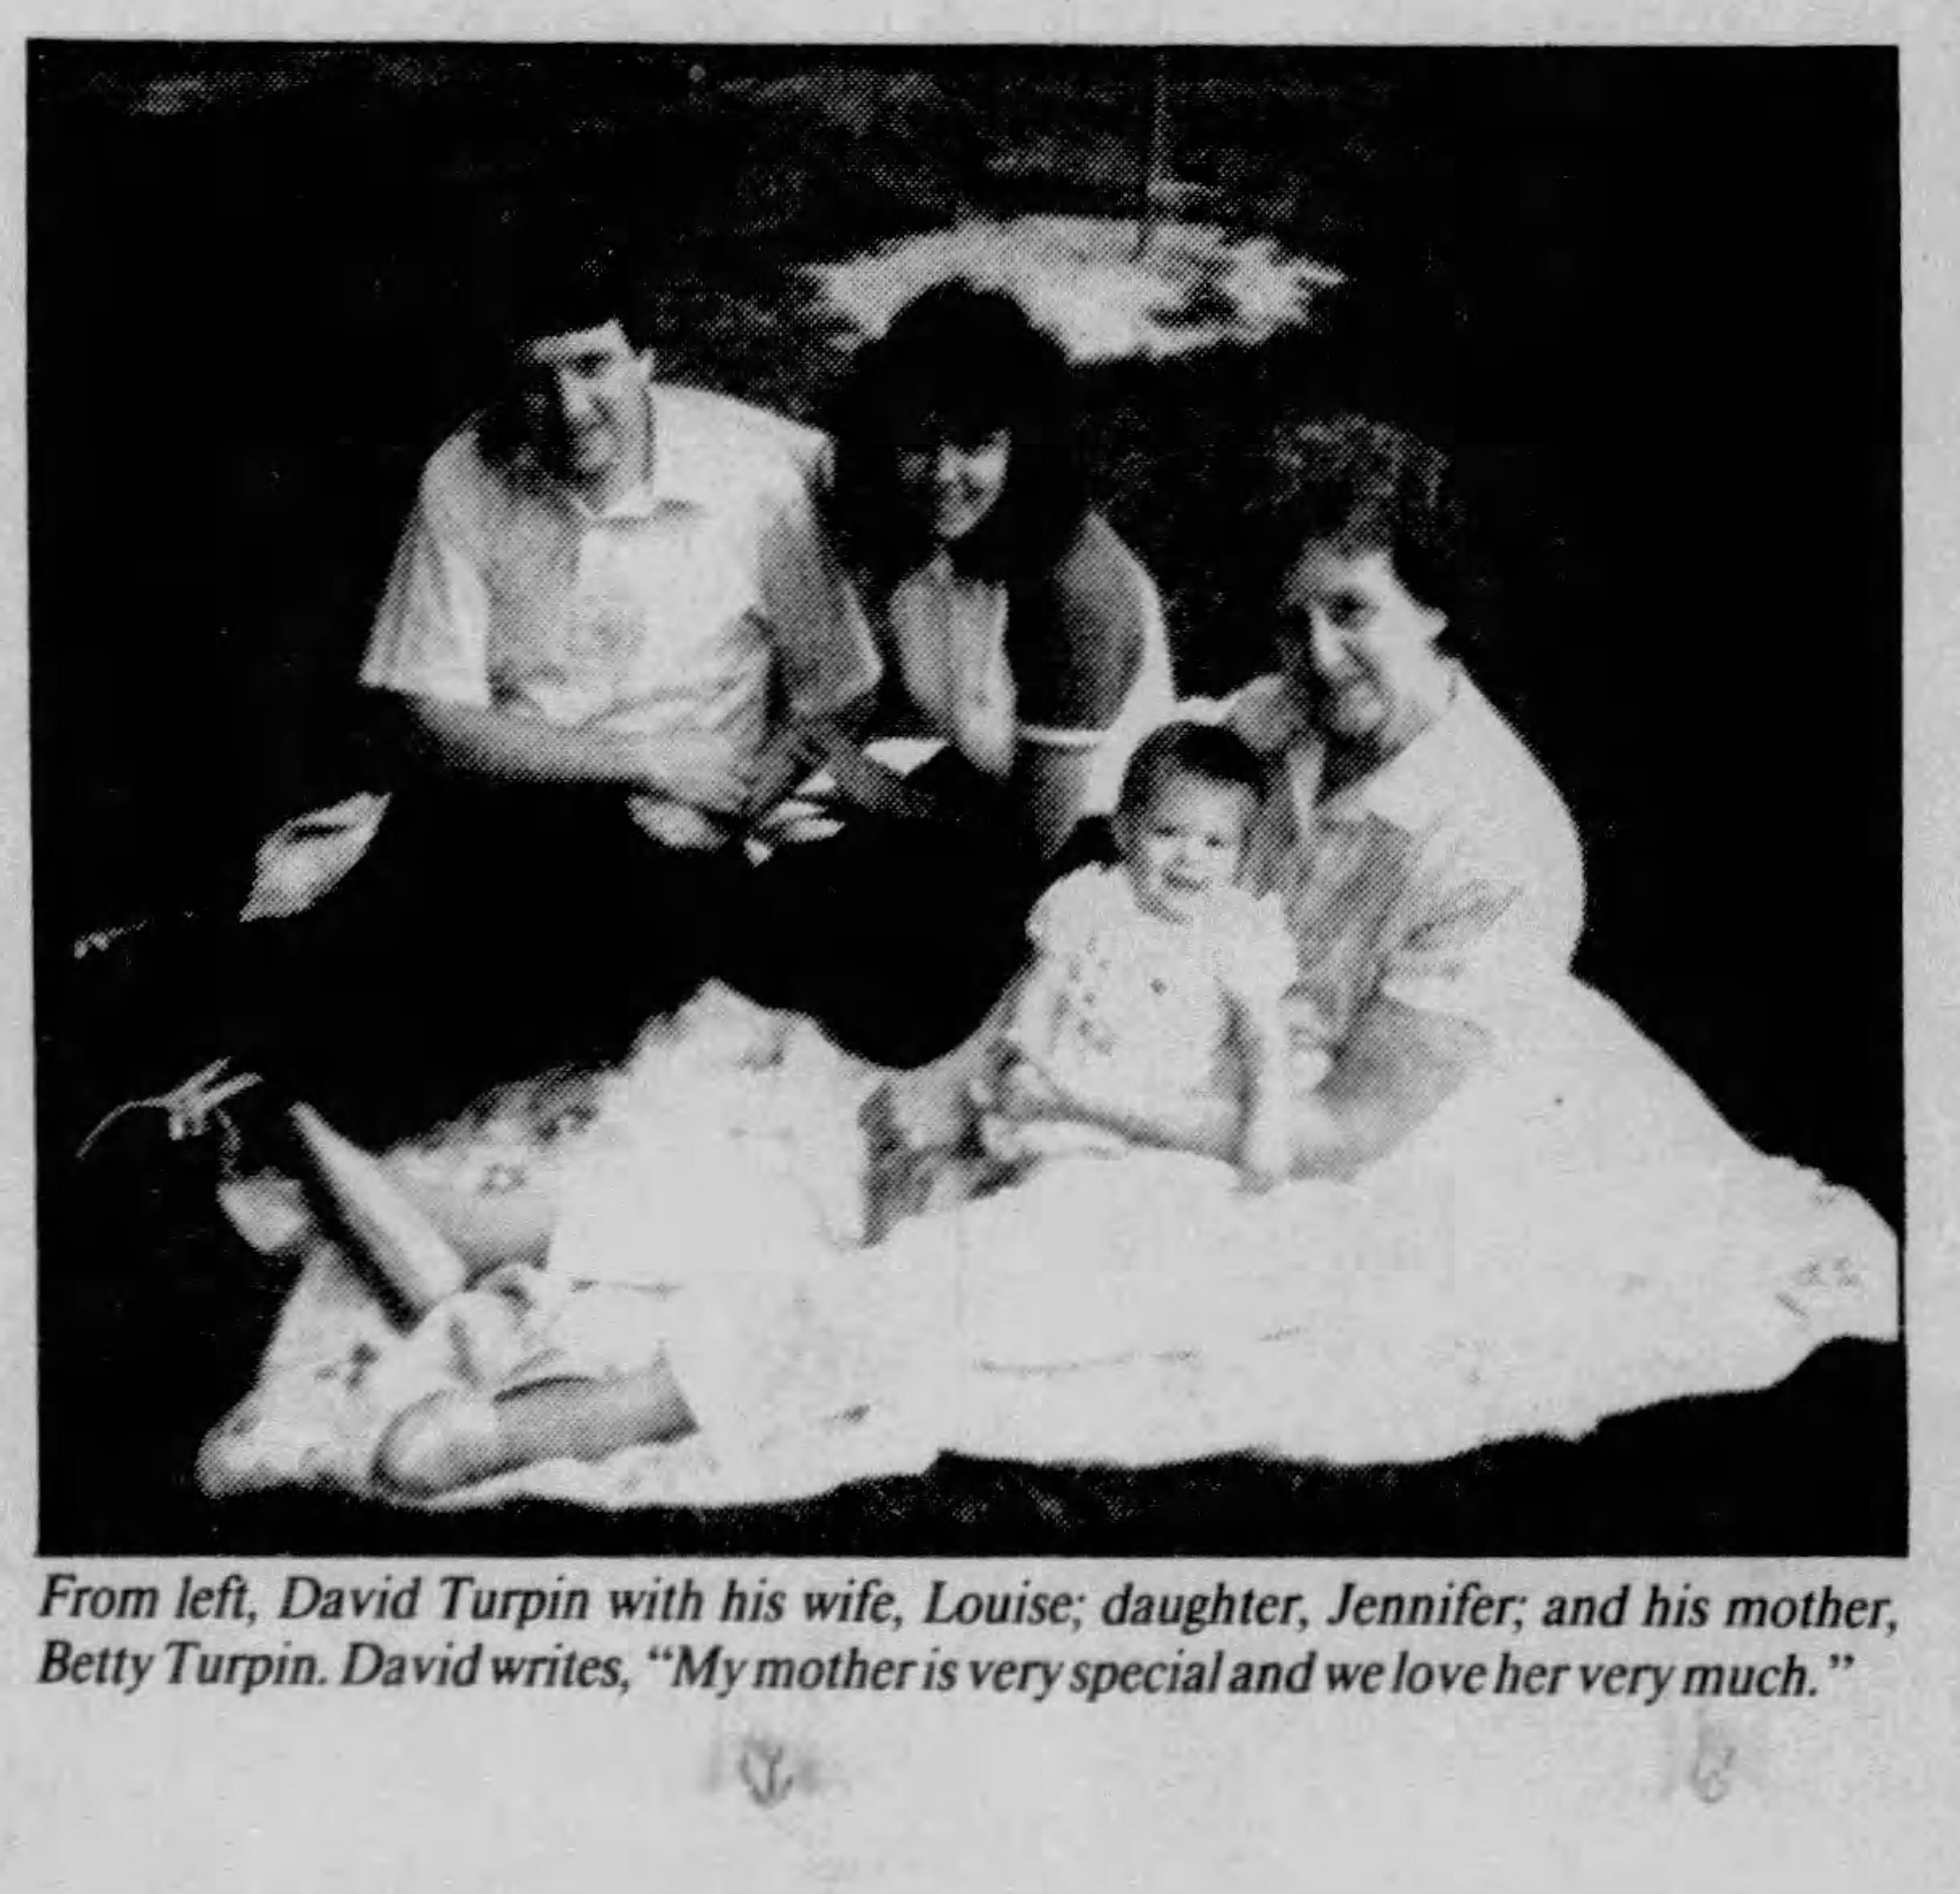 From left, David Turpin with his wife, Louise; daughter, Jennifer; and his mother,
Betty Turpin. David writes, “My mother is very special and we love her very much.”